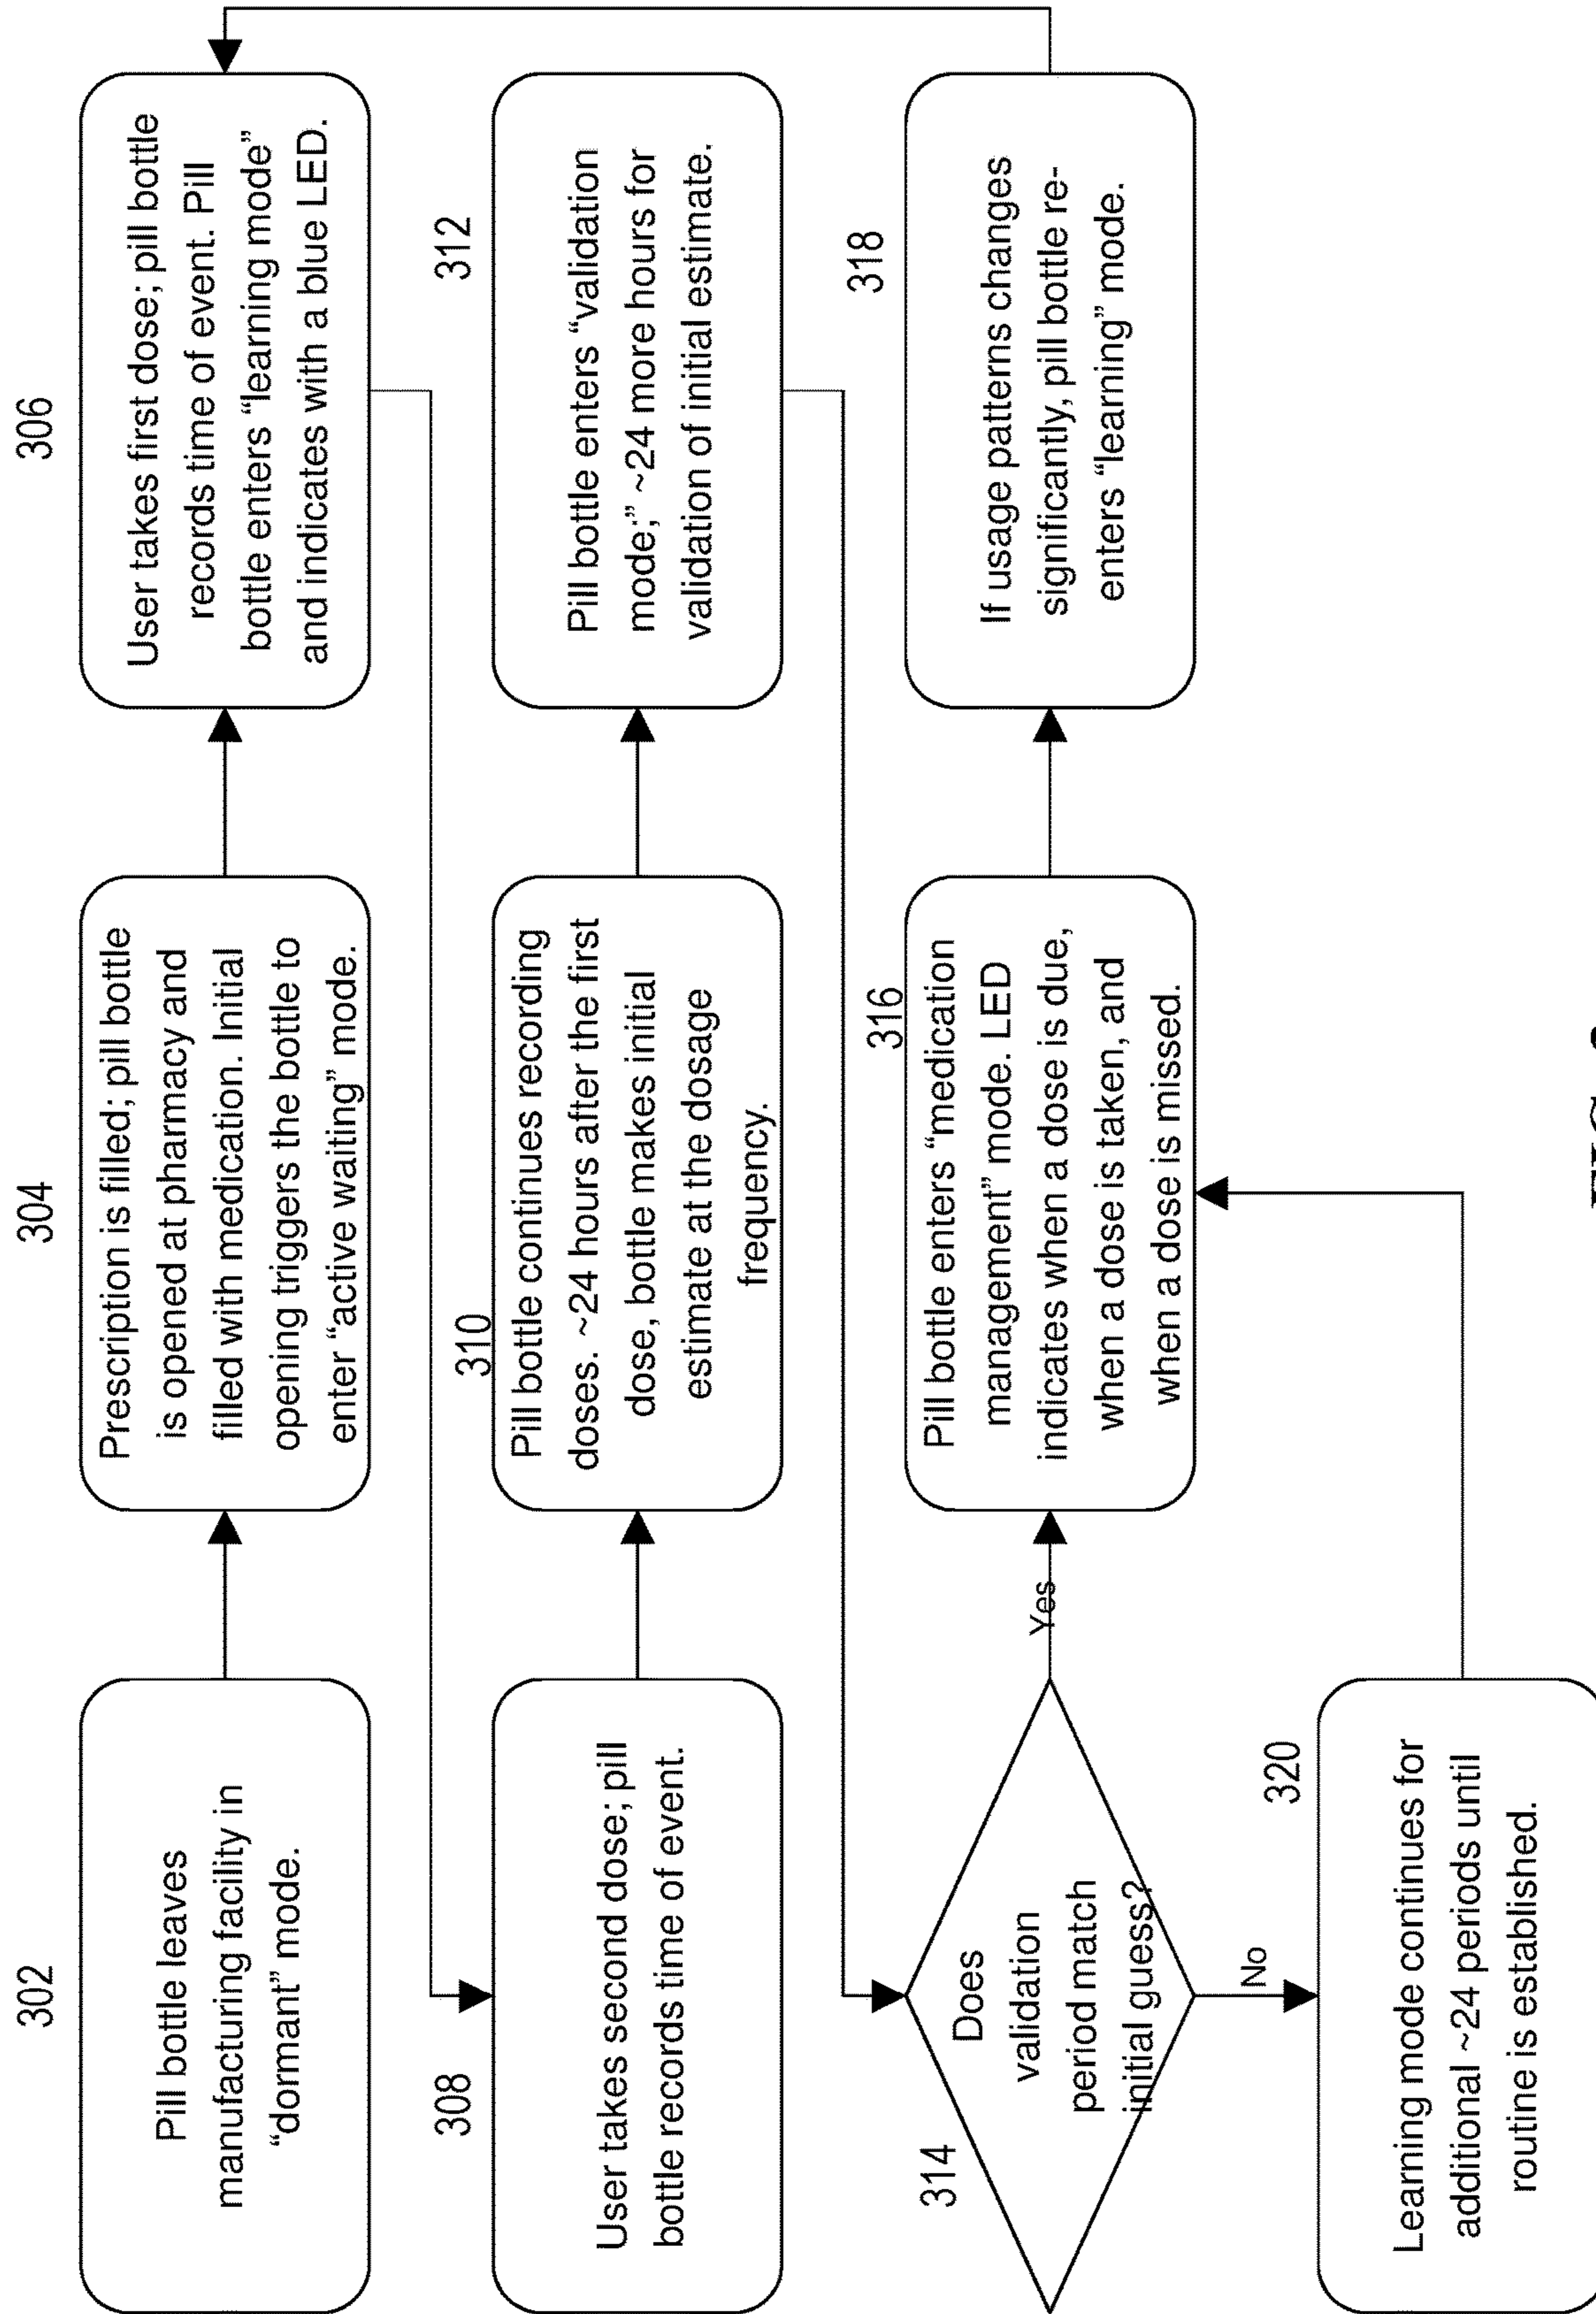 302
Pill bottle leaves
manufacturing facility in
“dormant” mode.
304
Prescription is filled; pill bottle
is opened at pharmacy and
filled with medication. Initial
opening triggers the bottle to
enter “active waiting” mode.
306
User takes first dose; pill bottle
records time of event. Pill
bottle enters “learning mode”
and indicates with a blue LED.
308
User takes second dose; pill
bottle records time of event.
310
Pill bottle continues recording
doses. ~24 hours after the first
dose, bottle makes initial
estimate at the dosage
frequency.
312
Pill bottle enters “validation
mode;” ~24 more hours for
validation of initial estimate.
314
Does
validation
period match
initial guess?
Yes
No
316
Pill bottle enters “medication
management” mode. LED
indicates when a dose is due,
when a dose is taken, and
when a dose is missed.
318
If usage patterns changes
significantly, pill bottle re-
enters “learning” mode.
320
Learning mode continues for
additional ~24 periods until
routine is established.